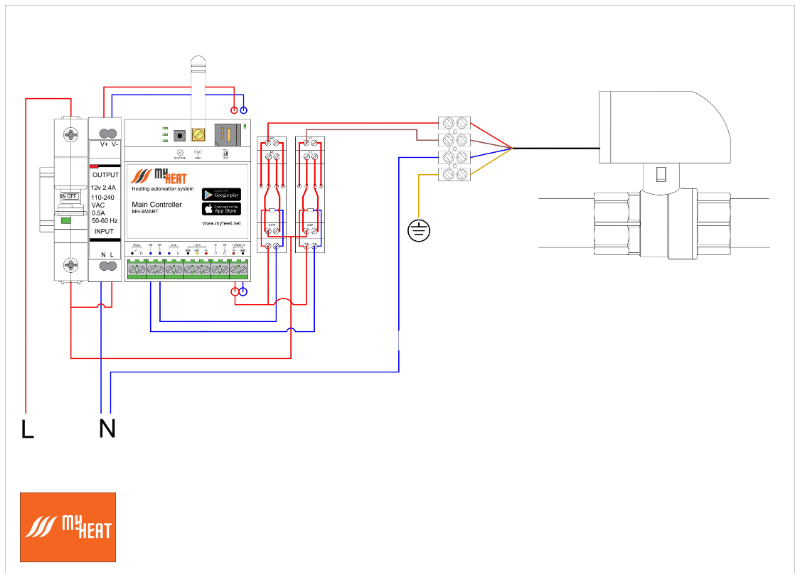 V+ V-
OUTPUT
12v 2.4A
110-240
VAC
0.5A
50-60 Hz
INPUT
N L
ON OFF
MY HEAT
Heating automation system
Main Controller
MH-SMART
Google play
App Store
www.myheat.net
L
N
MY HEAT